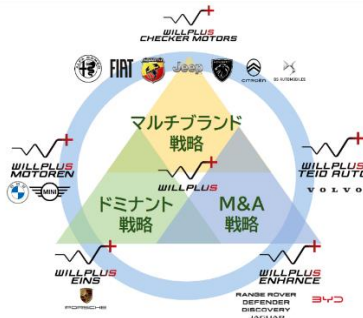 WILLPLUS
CHECKER MOTORS
FIAT
ABARTH
Jeep
CITROËN
DS AUTOMOBILES
マルチブランド
戦略
WILLPLUS
MOTOREN
BMW
MINI
WILLPLUS
WILLPLUS
TEIO AUTO
VOLVO
ドミナント
戦略
M&A
戦略
WILLPLUS
EINS
PORSCHE
WILLPLUS
ENHANCE
RANGE ROVER
DEFENDER
DISCOVERY
JAGUAR
BYD